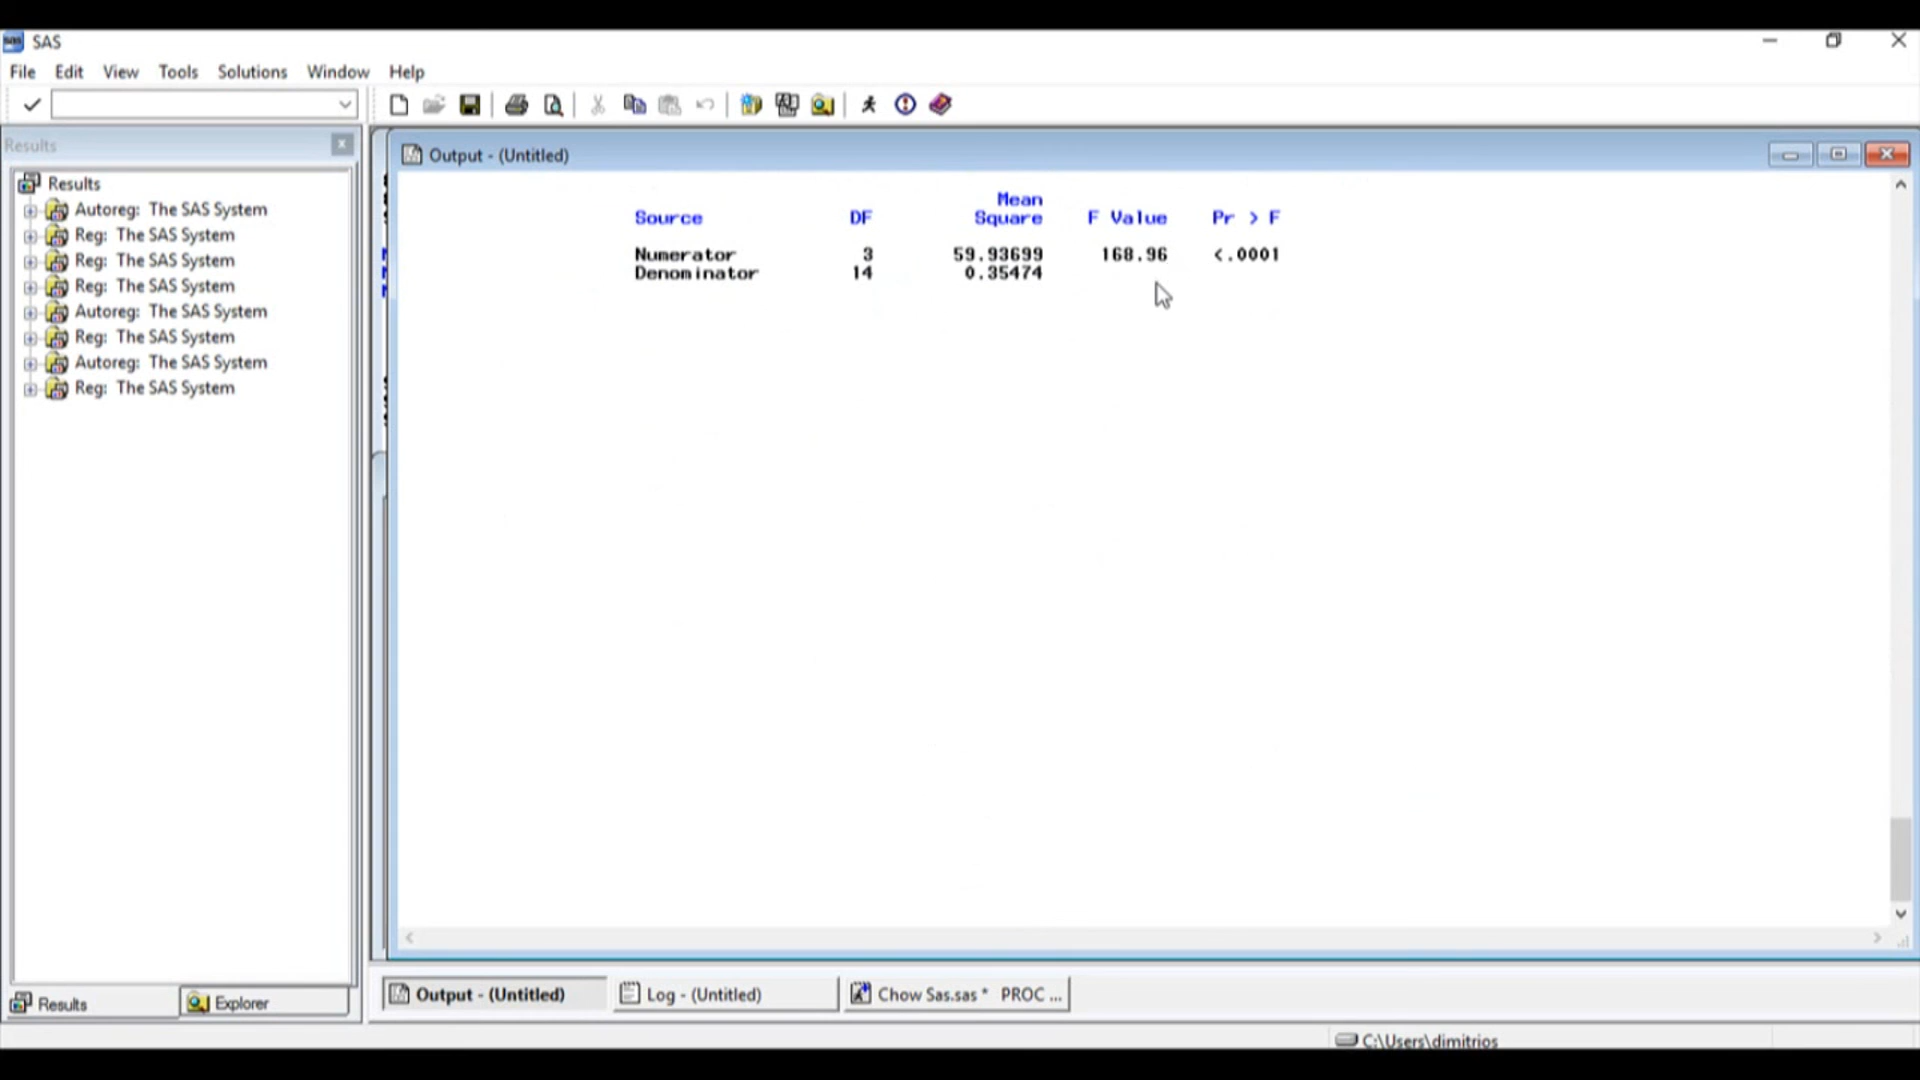 SAS
File Edit View Tools Solutions Window Help
Results
Results
Autoreg: The SAS System
Reg: The SAS System
Reg: The SAS System
Reg: The SAS System
Autoreg: The SAS System
Reg: The SAS System
Autoreg: The SAS System
Reg: The SAS System
Output - (Untitled)
Mean
Source DF Square F Value Pr > F
Numerator 3 59.93699 168.96 <.0001
Denominator 14 0.35474
Results Explorer
Output - (Untitled) Log - (Untitled) Chow Sas.sas * PROC ...
C:\Users\dimitrios